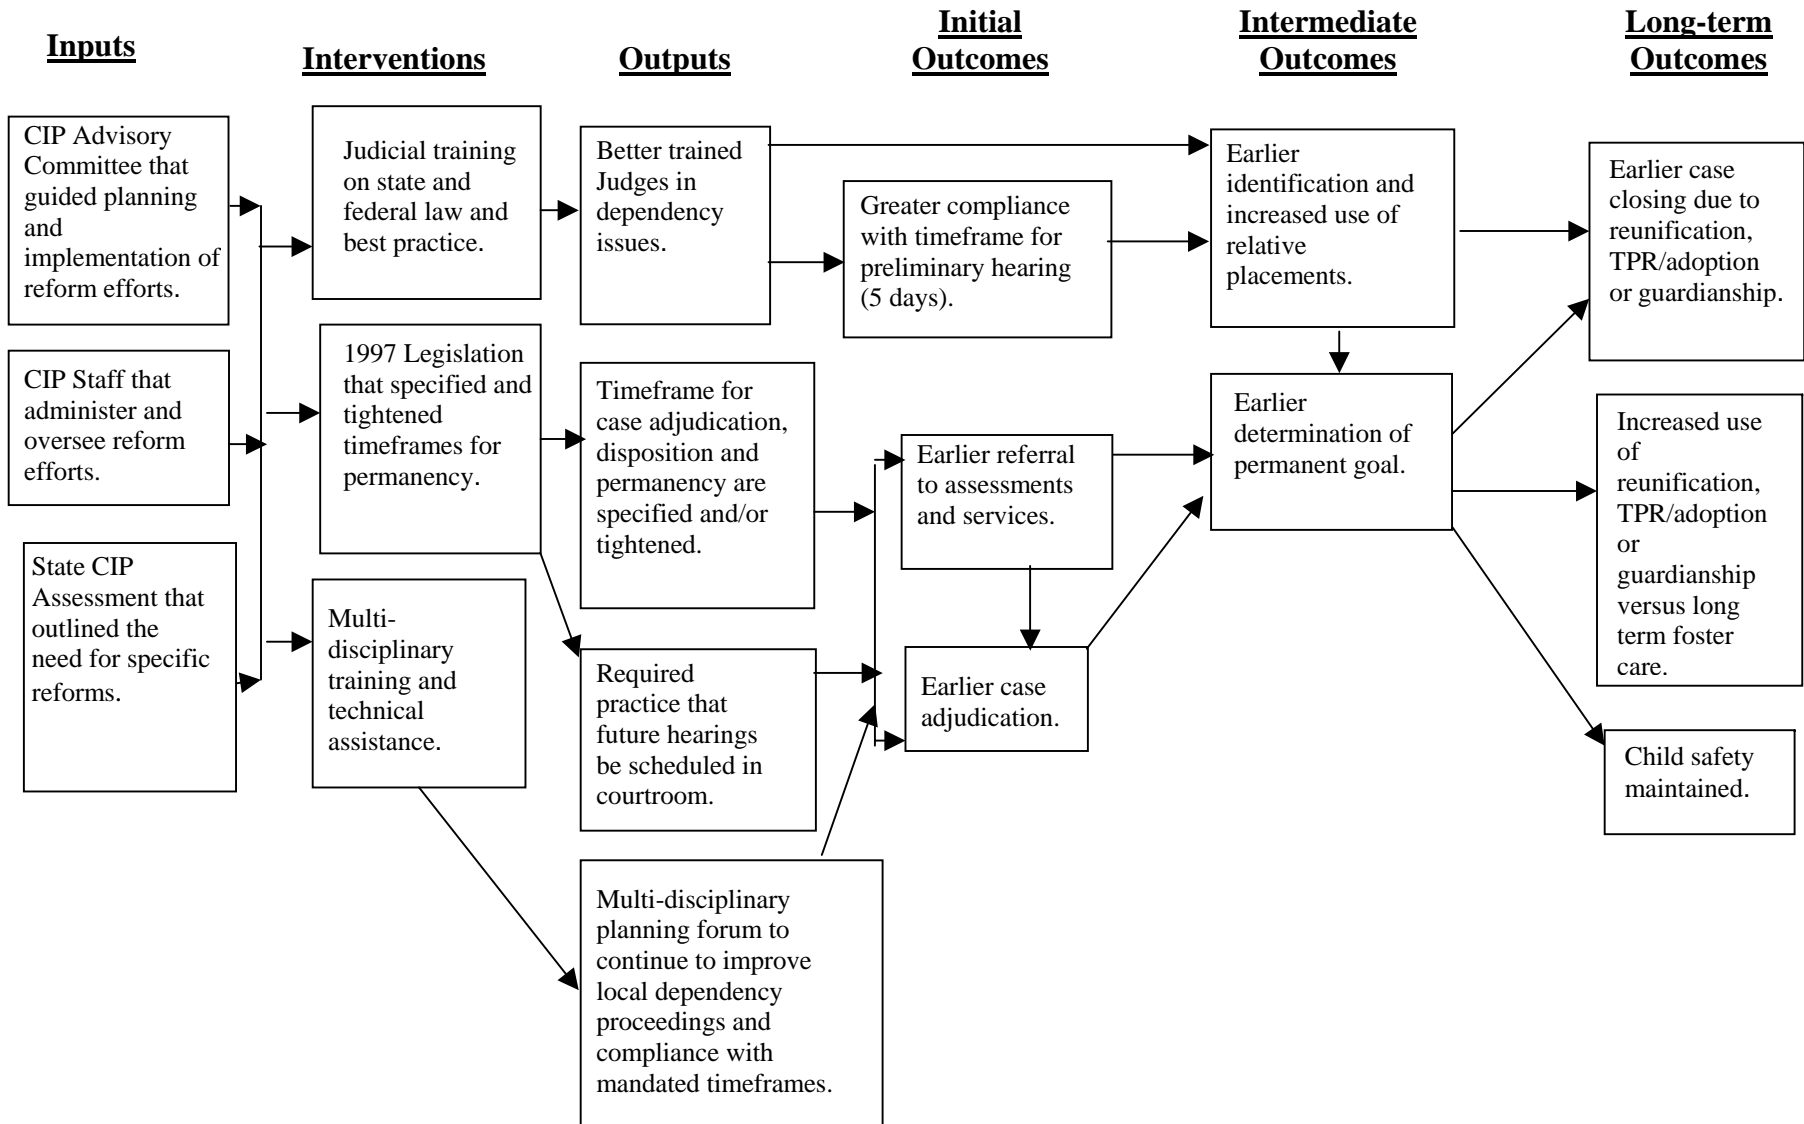 Inputs
Interventions
Outputs
Initial
Outcomes
Intermediate
Outcomes
Long-term
Outcomes
CIP Advisory
Committee that
guided planning
and
implementation of
reform efforts.
CIP Staff that
administer and
oversee reform
efforts.
State CIP
Assessment that
outlined the
need for specific
reforms.
Judicial training
on state and
federal law and
best practice.
1997 Legislation
that specified and
tightened
timeframes for
permanency.
Multi-
disciplinary
training and
technical
assistance.
Better trained
Judges in
dependency
issues.
Timeframe for
case adjudication,
disposition and
permanency are
specified and/or
tightened.
Required
practice that
future hearings
be scheduled in
courtroom.
Multi-disciplinary
planning forum to
continue to improve
local dependency
proceedings and
compliance with
mandated timeframes.
Greater compliance
with timeframe for
preliminary hearing
(5 days).
Earlier referral
to assessments
and services.
Earlier case
adjudication.
Earlier
identification and
increased use of
relative
placements.
Earlier
determination of
permanent goal.
Earlier case
closing due to
reunification,
TPR/adoption
or guardianship.
Increased use
of
reunification,
TPR/adoption
or
guardianship
versus long
term foster
care.
Child safety
maintained.